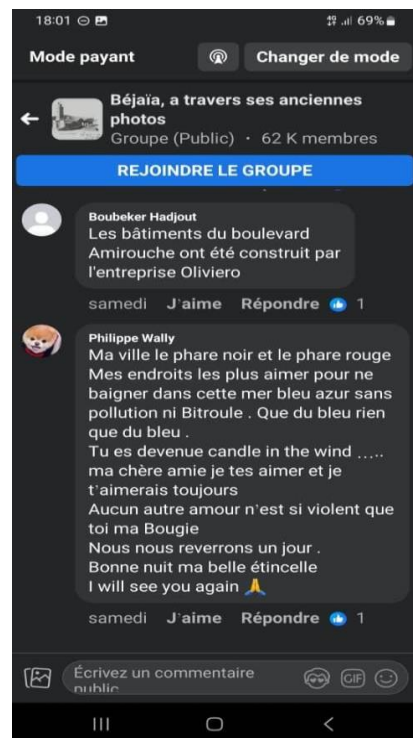 18:01
69%
Mode payant
Changer de mode
Béjaïa, a travers ses anciennes
photos
Groupe (Public) · 62 K membres
REJOINDRE LE GROUPE
Boubeker Hadjout
Les bâtiments du boulevard
Amirouche ont été construit par
l'entreprise Oliviero
samedi J'aime Répondre 1
Philippe Wally
Ma ville le phare noir et le phare rouge
Mes endroits les plus aimer pour ne
baigner dans cette mer bleu azur sans
pollution ni Bitroule . Que du bleu rien
que du bleu .
Tu es devenue candle in the wind .....
ma chère amie je tes aimer et je
t'aimerais toujours
Aucun autre amour n'est si violent que
toi ma Bougie
Nous nous reverrons un jour .
Bonne nuit ma belle étincelle
I will see you again 🙏
samedi J'aime Répondre 1
Écrivez un commentaire
public
GIF